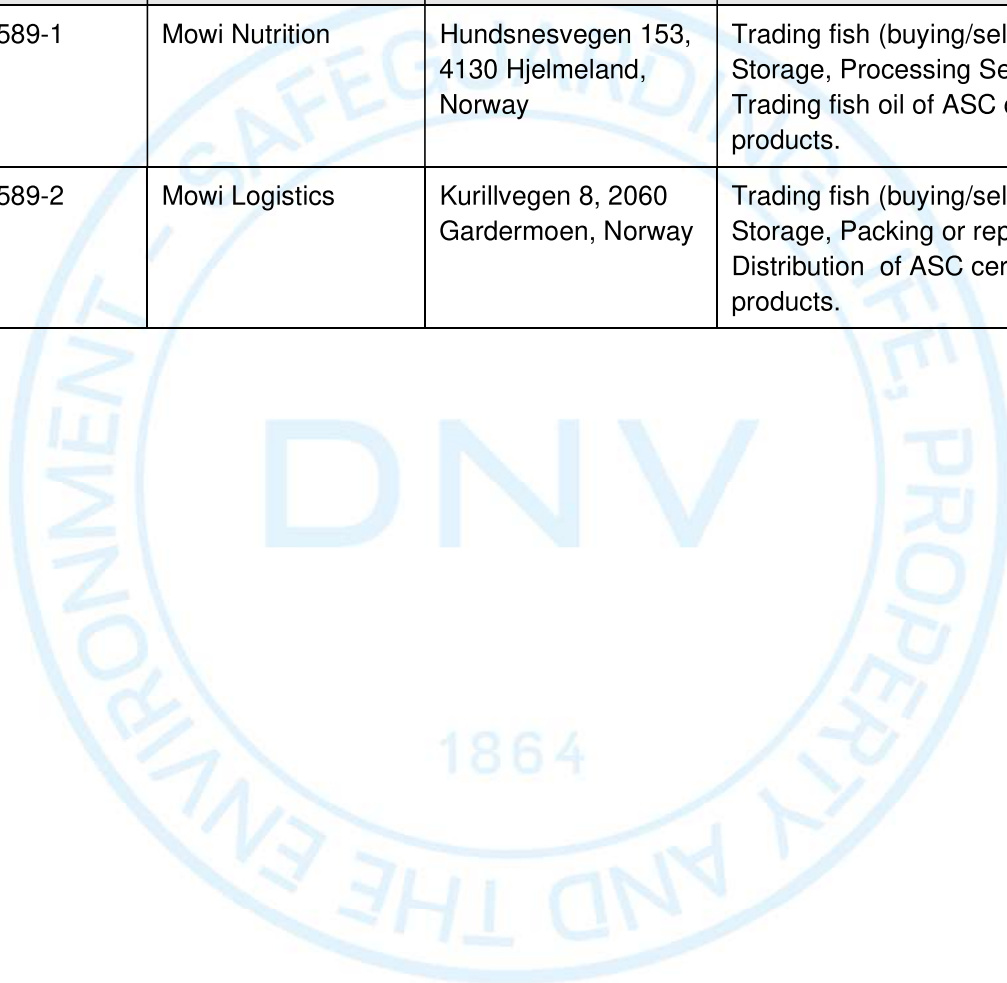 589-1 Mowi Nutrition Hundsnesvegen 153, Trading fish (buying/sel
4130 Hjelmeland, Storage, Processing Se
Norway Trading fish oil of ASC
products.
589-2 Mowi Logistics Kurillvegen 8, 2060 Trading fish (buying/sel
Gardermoen, Norway Storage, Packing or rep
Distribution of ASC cer
products.
SAFEGUARDING LIFE, PROPERTY AND THE ENVIRONMENT –
DNV
1864